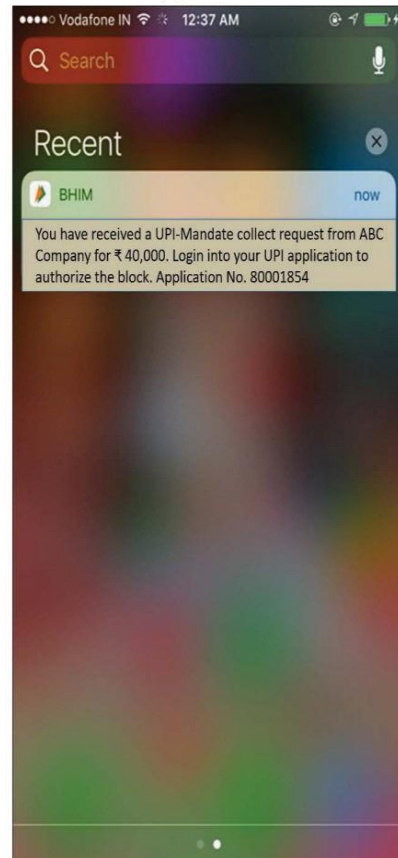 Vodafone IN 12:37 AM
Search
Recent
BHIM now
You have received a UPI-Mandate collect request from ABC
Company for ₹ 40,000. Login into your UPI application to
authorize the block. Application No. 80001854